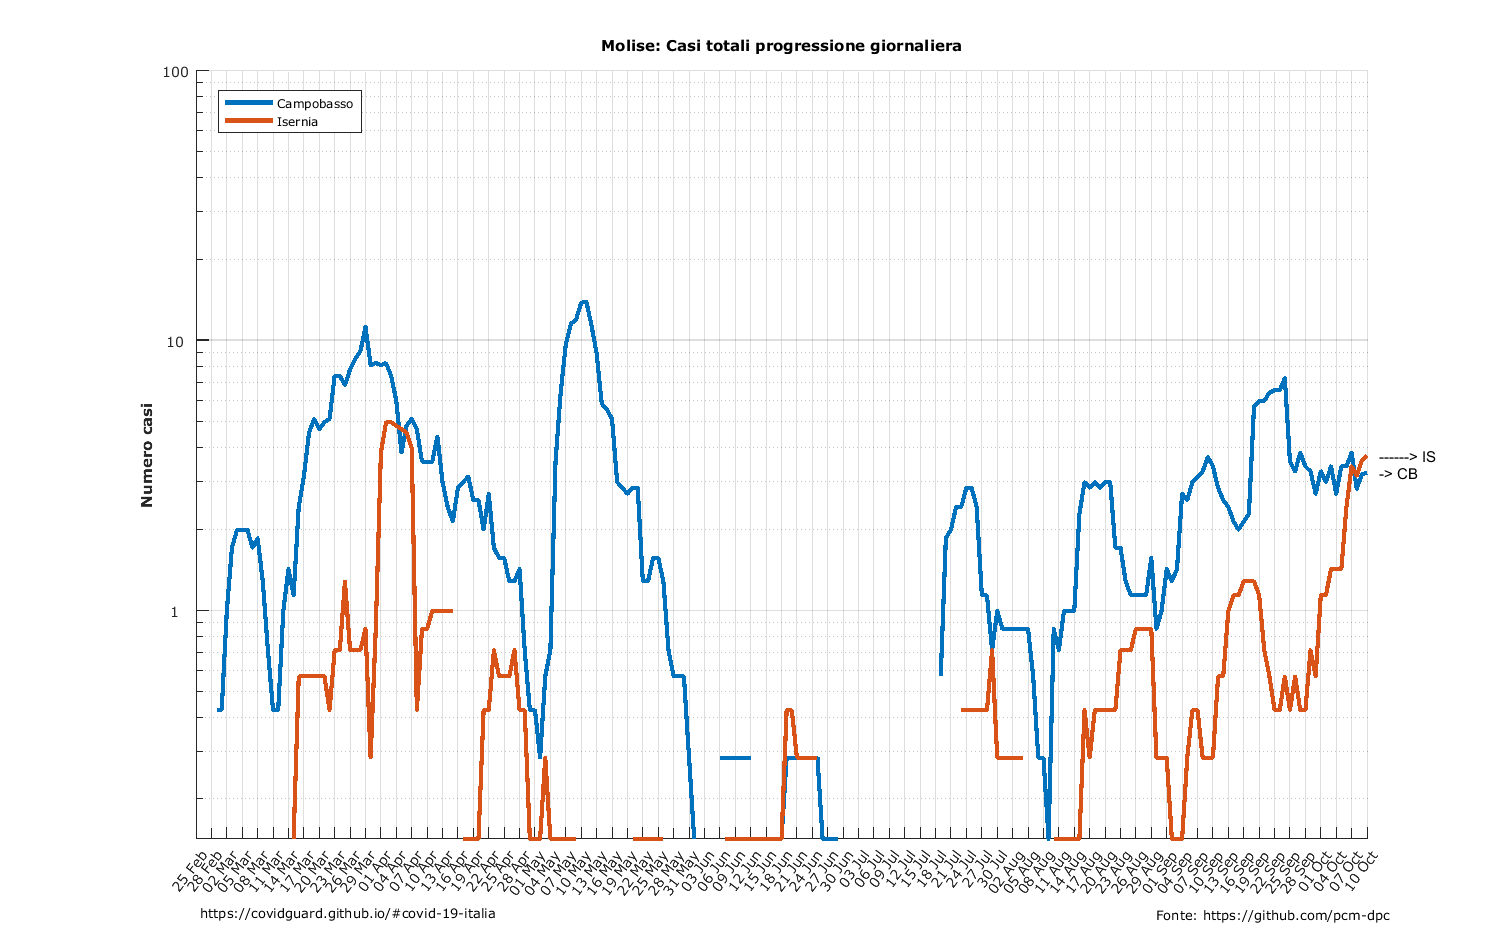 Molise: Casi totali progressione giornaliera
100
10
1
Numero casi
Campobasso
Isernia
------> IS
-> CB
25 Feb
28 Feb
02 Mar
05 Mar
08 Mar
11 Mar
14 Mar
17 Mar
20 Mar
23 Mar
26 Mar
29 Mar
01 Apr
04 Apr
07 Apr
10 Apr
13 Apr
16 Apr
19 Apr
22 Apr
25 Apr
28 Apr
01 May
04 May
07 May
10 May
13 May
16 May
19 May
22 May
25 May
28 May
31 May
03 Jun
06 Jun
09 Jun
12 Jun
15 Jun
18 Jun
21 Jun
24 Jun
27 Jun
30 Jun
03 Jul
06 Jul
09 Jul
12 Jul
15 Jul
18 Jul
21 Jul
24 Jul
27 Jul
30 Jul
02 Aug
05 Aug
08 Aug
11 Aug
14 Aug
17 Aug
20 Aug
23 Aug
26 Aug
29 Aug
01 Sep
04 Sep
07 Sep
10 Sep
13 Sep
16 Sep
19 Sep
22 Sep
25 Sep
28 Sep
01 Oct
04 Oct
07 Oct
10 Oct
https://covidguard.github.io/#covid-19-italia
Fonte: https://github.com/pcm-dpc